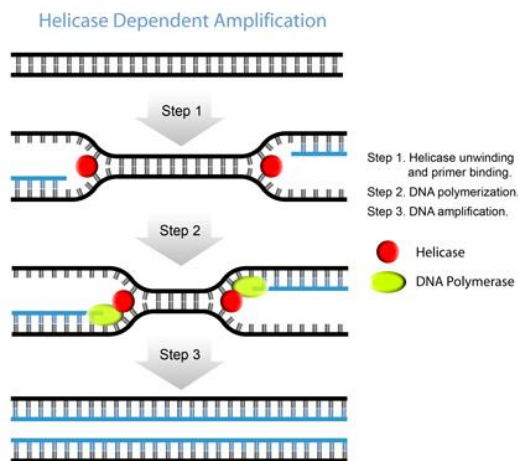 Helicase Dependent Amplification
Step 1
Step 1. Helicase unwinding
and primer binding.
Step 2. DNA polymerization.
Step 3. DNA amplification.
Step 2
Helicase
DNA Polymerase
Step 3